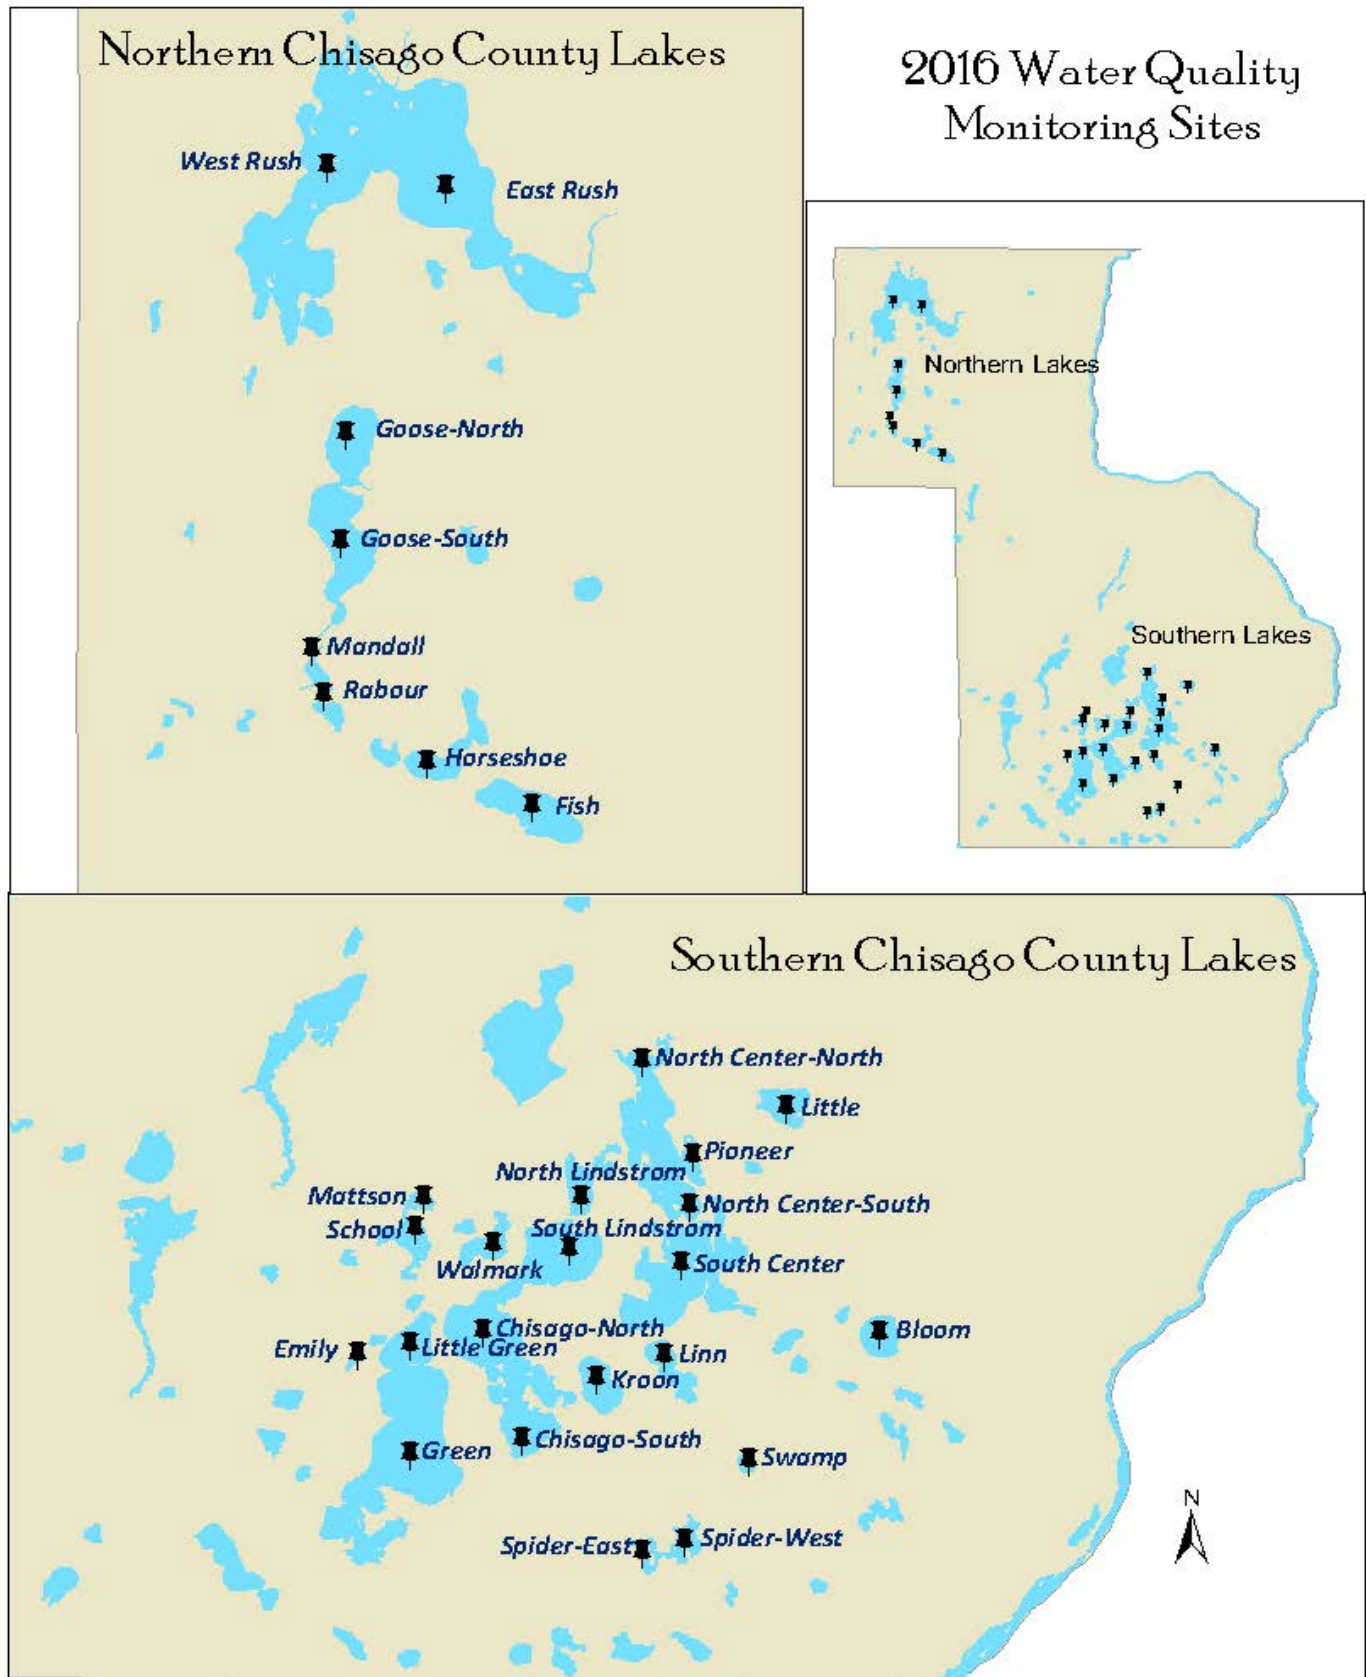 Northern Chisago County Lakes
West Rush
East Rush
Goose-North
Goose-South
Mandall
Rabour
Horseshoe
Fish
2016 Water Quality
Monitoring Sites
Northern Lakes
Southern Lakes
Southern Chisago County Lakes
North Center-North
Little
Pioneer
North Lindstrom
Mattson
North Center-South
School
South Lindstrom
Walmark
South Center
Chisago-North
Bloom
Emily
Little Green
Linn
Kroon
Chisago-South
Green
Swamp
Spider-East
Spider-West
N